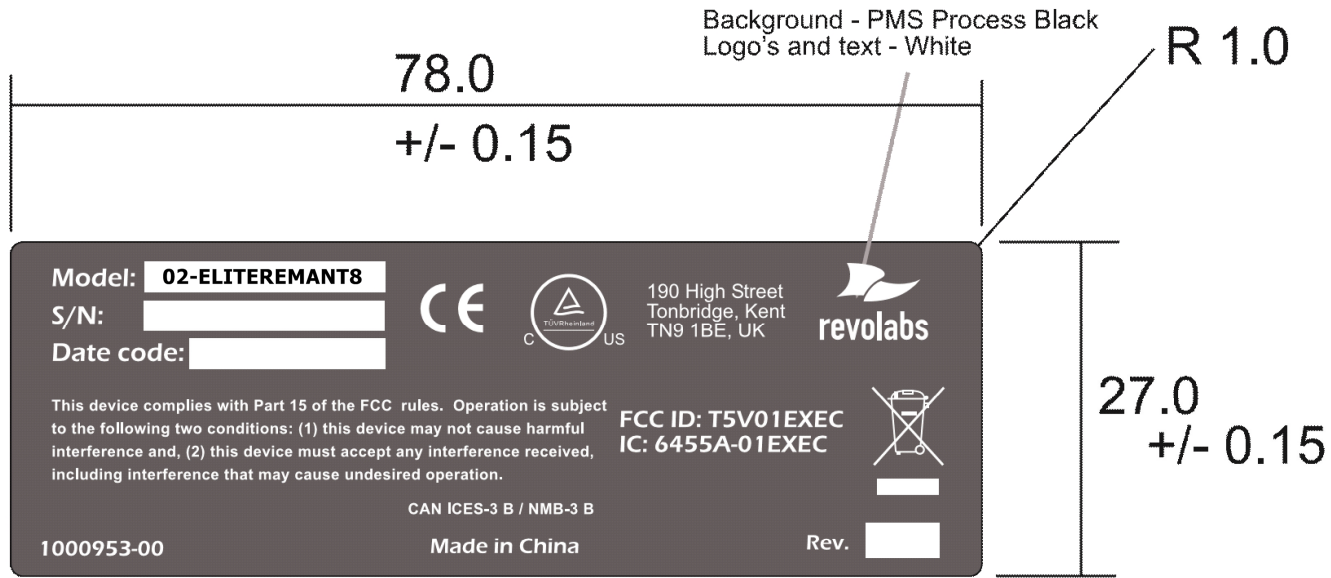 Background - PMS Process Black
Logo's and text - White
R 1.0
78.0
+/- 0.15
Model: 02-ELITEREMANT8
S/N:
Date code:
CE
TÜVRheinland
C US
190 High Street
Tonbridge, Kent
TN9 1BE, UK
revolabs
This device complies with Part 15 of the FCC rules. Operation is subject
to the following two conditions: (1) this device may not cause harmful
interference and, (2) this device must accept any interference received,
including interference that may cause undesired operation.
FCC ID: T5V01EXEC
IC: 6455A-01EXEC
CAN ICES-3 B / NMB-3 B
1000953-00
Made in China
Rev.
27.0
+/- 0.15